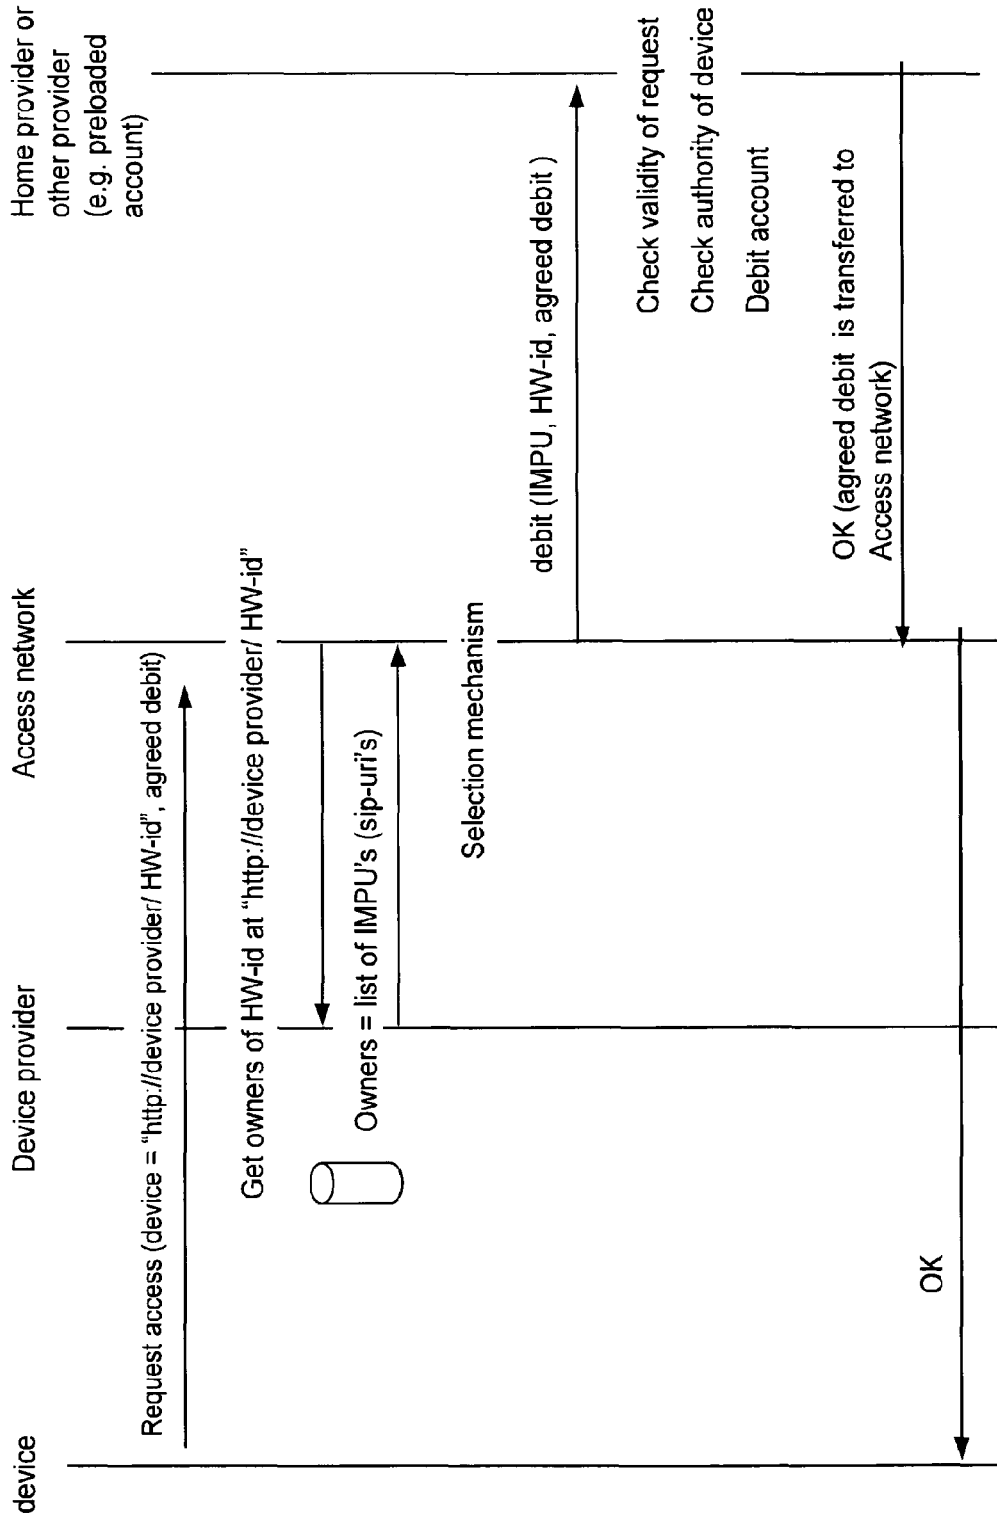 device
Device provider
Access network
Home provider or
other provider
(e.g. preloaded
account)
Request access (device = “http://device provider/ HW-id”, agreed debit)
Get owners of HW-id at “http://device provider/ HW-id”
Owners = list of IMPU's (sip-uri's)
Selection mechanism
debit (IMPU, HW-id, agreed debit )
Check validity of request
Check authority of device
Debit account
OK (agreed debit is transferred to
Access network)
OK